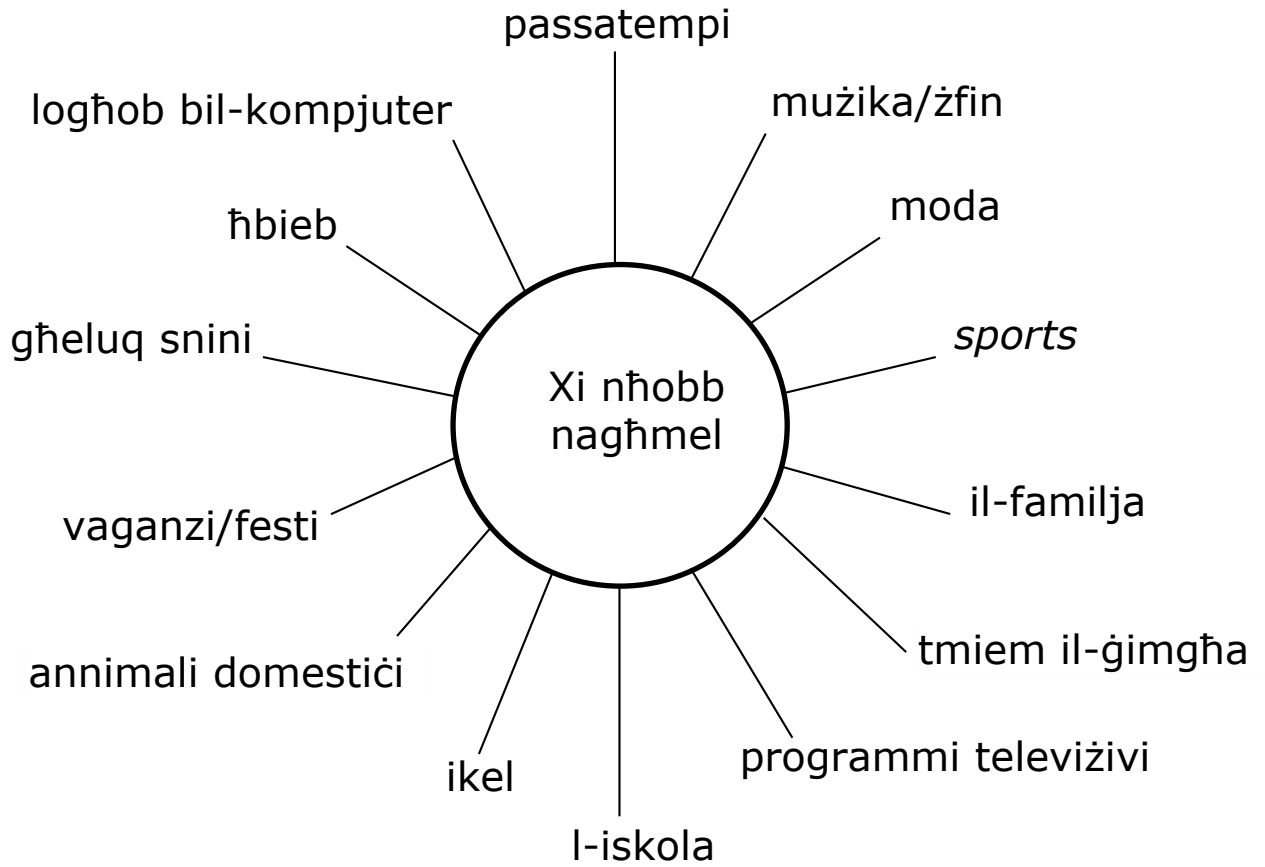 passatempi
mużika/żfin
moda
sports
il-familja
tmiem il-ġimgħa
programmi televiżivi
l-iskola
ikel
annimali domestiċi
vaganzi/festi
għeluq snini
ħbieb
logħob bil-kompjuter
Xi nħobb
nagħmel